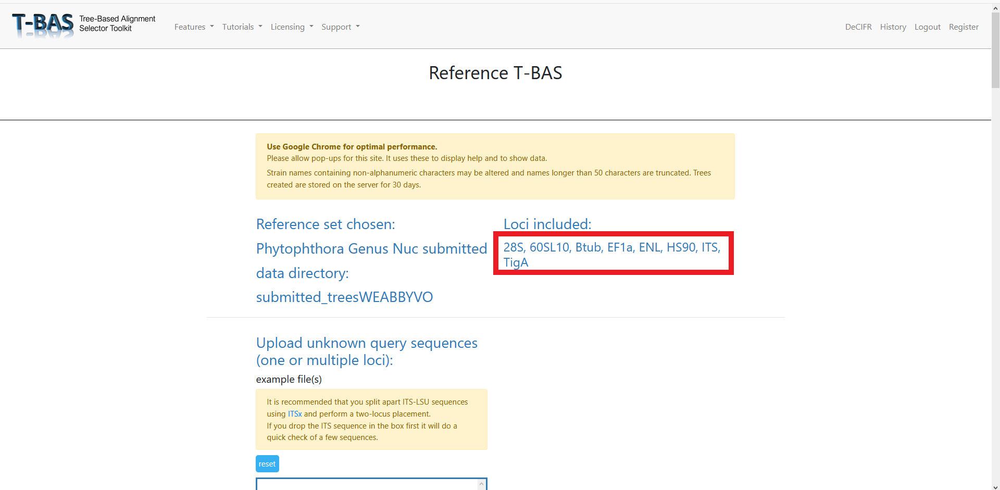 T-BAS Tree-Based Alignment
Selector Toolkit
Features Tutorials Licensing Support DeCIFR History Logout Register
Reference T-BAS
Use Google Chrome for optimal performance.
Please allow pop-ups for this site. It uses these to display help and to show data.
Strain names containing non-alphanumeric characters may be altered and names longer than 50 characters are truncated. Trees
created are stored on the server for 30 days.
Reference set chosen:
Phytophthora Genus Nuc submitted
data directory:
submitted_treesWEABBYVO
Loci included:
28S, 60SL10, Btub, EF1a, ENL, HS90, ITS,
TigA
Upload unknown query sequences
(one or multiple loci):
example file(s)
It is recommended that you split apart ITS-LSU sequences
using ITSx and perform a two-locus placement.
If you drop the ITS sequence in the box first it will do a
quick check of a few sequences.
reset